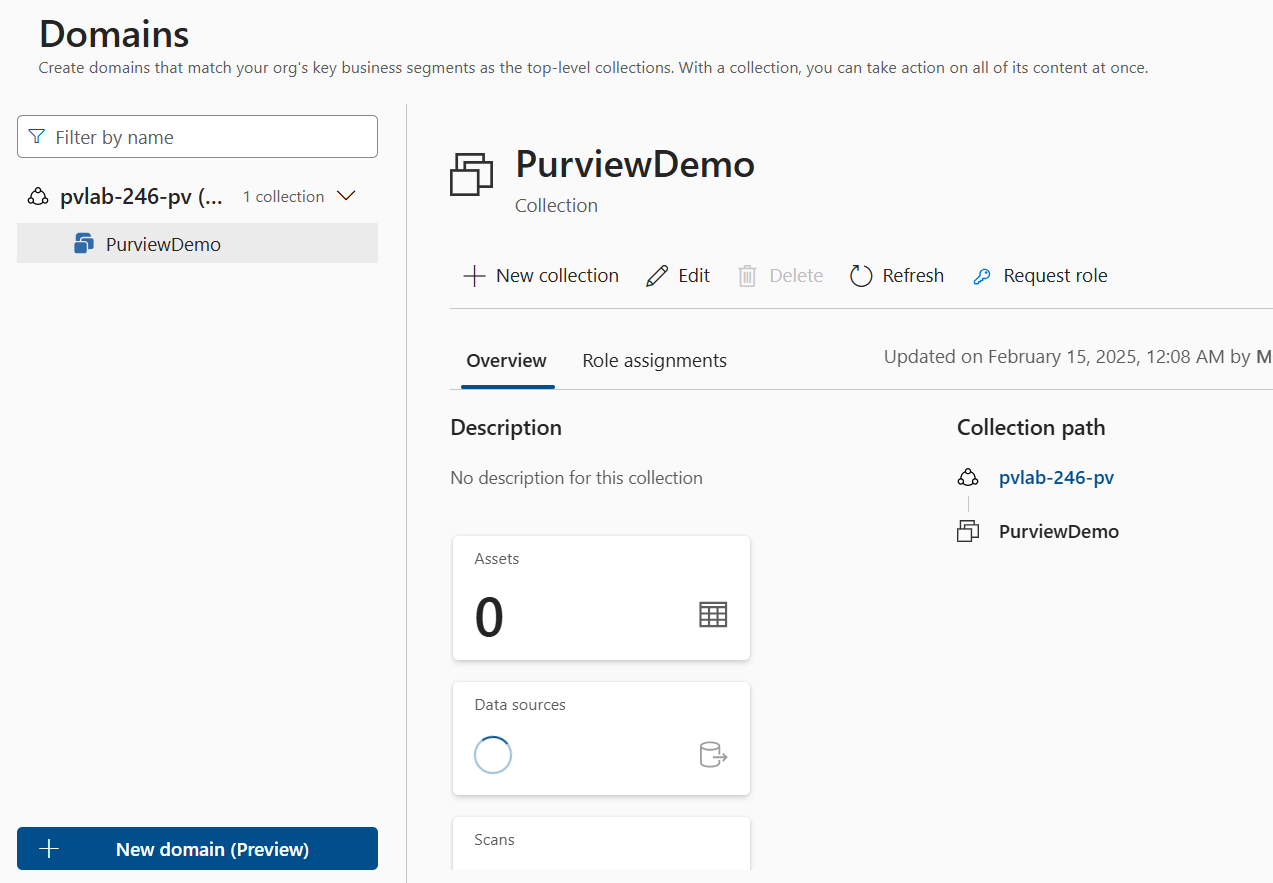 Domains
Create domains that match your org's key business segments as the top-level collections. With a collection, you can take action on all of its content at once.
Filter by name
pvlab-246-pv (... 1 collection
PurviewDemo
New domain (Preview)
PurviewDemo
Collection
New collection Edit Delete Refresh Request role
Overview Role assignments Updated on February 15, 2025, 12:08 AM by M
Description
No description for this collection
Assets
0
Data sources
Scans
Collection path
pvlab-246-pv
PurviewDemo